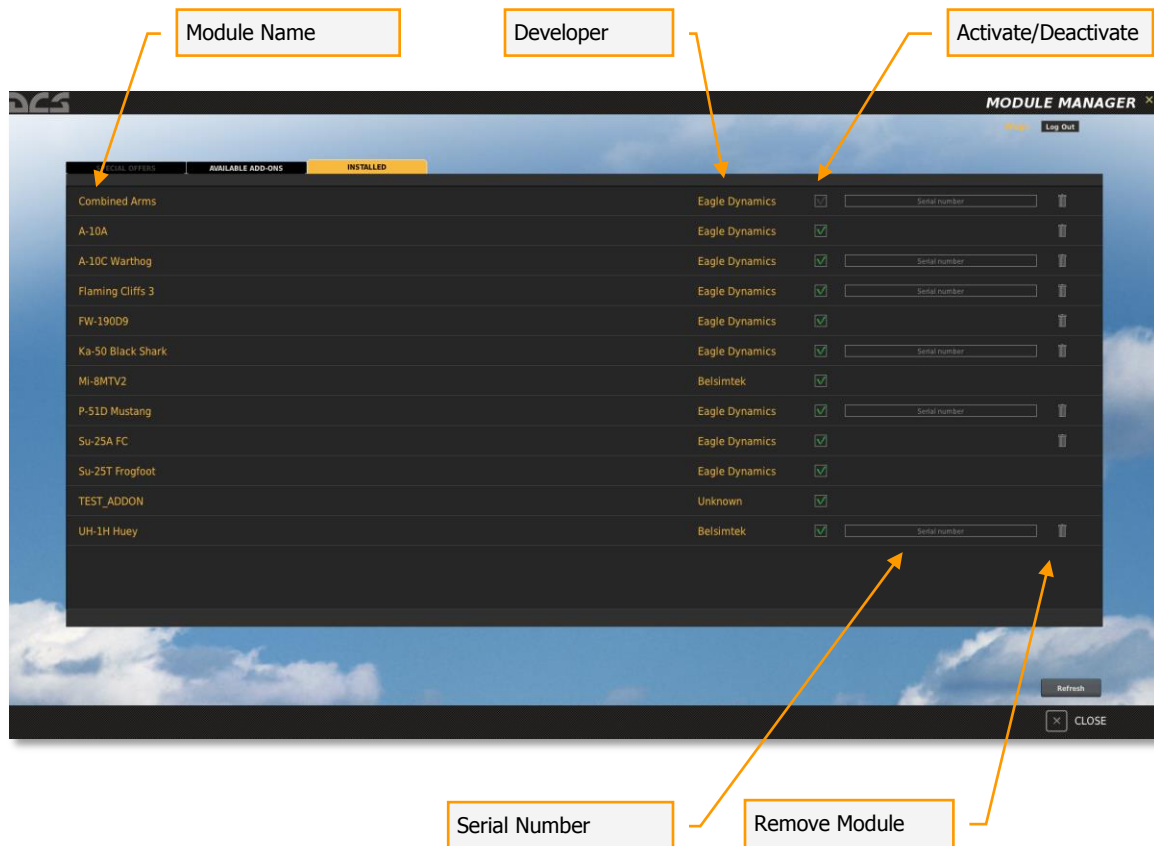 Module Name Developer Activate/Deactivate
DCS MODULE MANAGER ×
Log Out
SPECIAL OFFERS AVAILABLE ADD-ONS INSTALLED
Combined Arms Eagle Dynamics Serial number
A-10A Eagle Dynamics
A-10C Warthog Eagle Dynamics Serial number
Flaming Cliffs 3 Eagle Dynamics Serial number
FW-190D9 Eagle Dynamics
Ka-50 Black Shark Eagle Dynamics Serial number
Mi-8MTV2 Belsimtek
P-51D Mustang Eagle Dynamics Serial number
Su-25A FC Eagle Dynamics
Su-25T Frogfoot Eagle Dynamics
TEST_ADDON Unknown
UH-1H Huey Belsimtek Serial number
Refresh
× CLOSE
Serial Number Remove Module